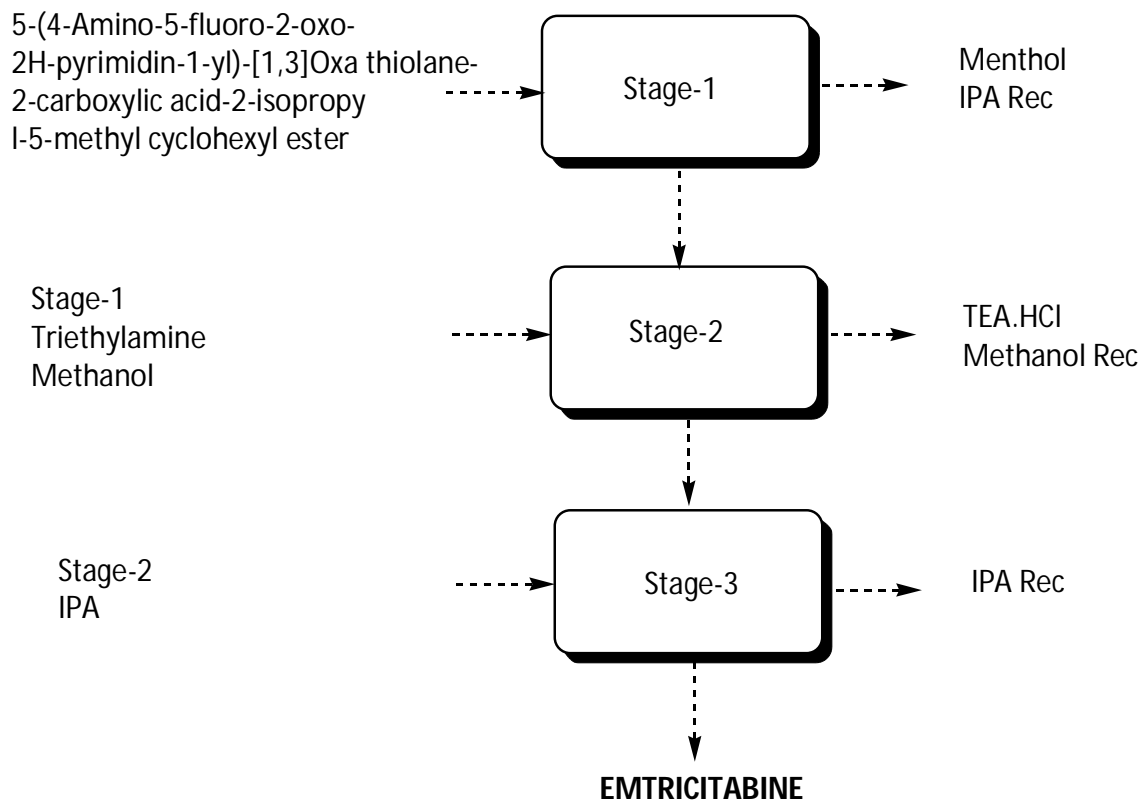 5-(4-Amino-5-fluoro-2-oxo-
2H-pyrimidin-1-yl)-[1,3]Oxa thiolane-
2-carboxylic acid-2-isopropy
l-5-methyl cyclohexyl ester
Stage-1
Menthol
IPA Rec
Stage-1
Triethylamine
Methanol
Stage-2
TEA.HCl
Methanol Rec
Stage-2
IPA
Stage-3
IPA Rec
EMTRICITABINE